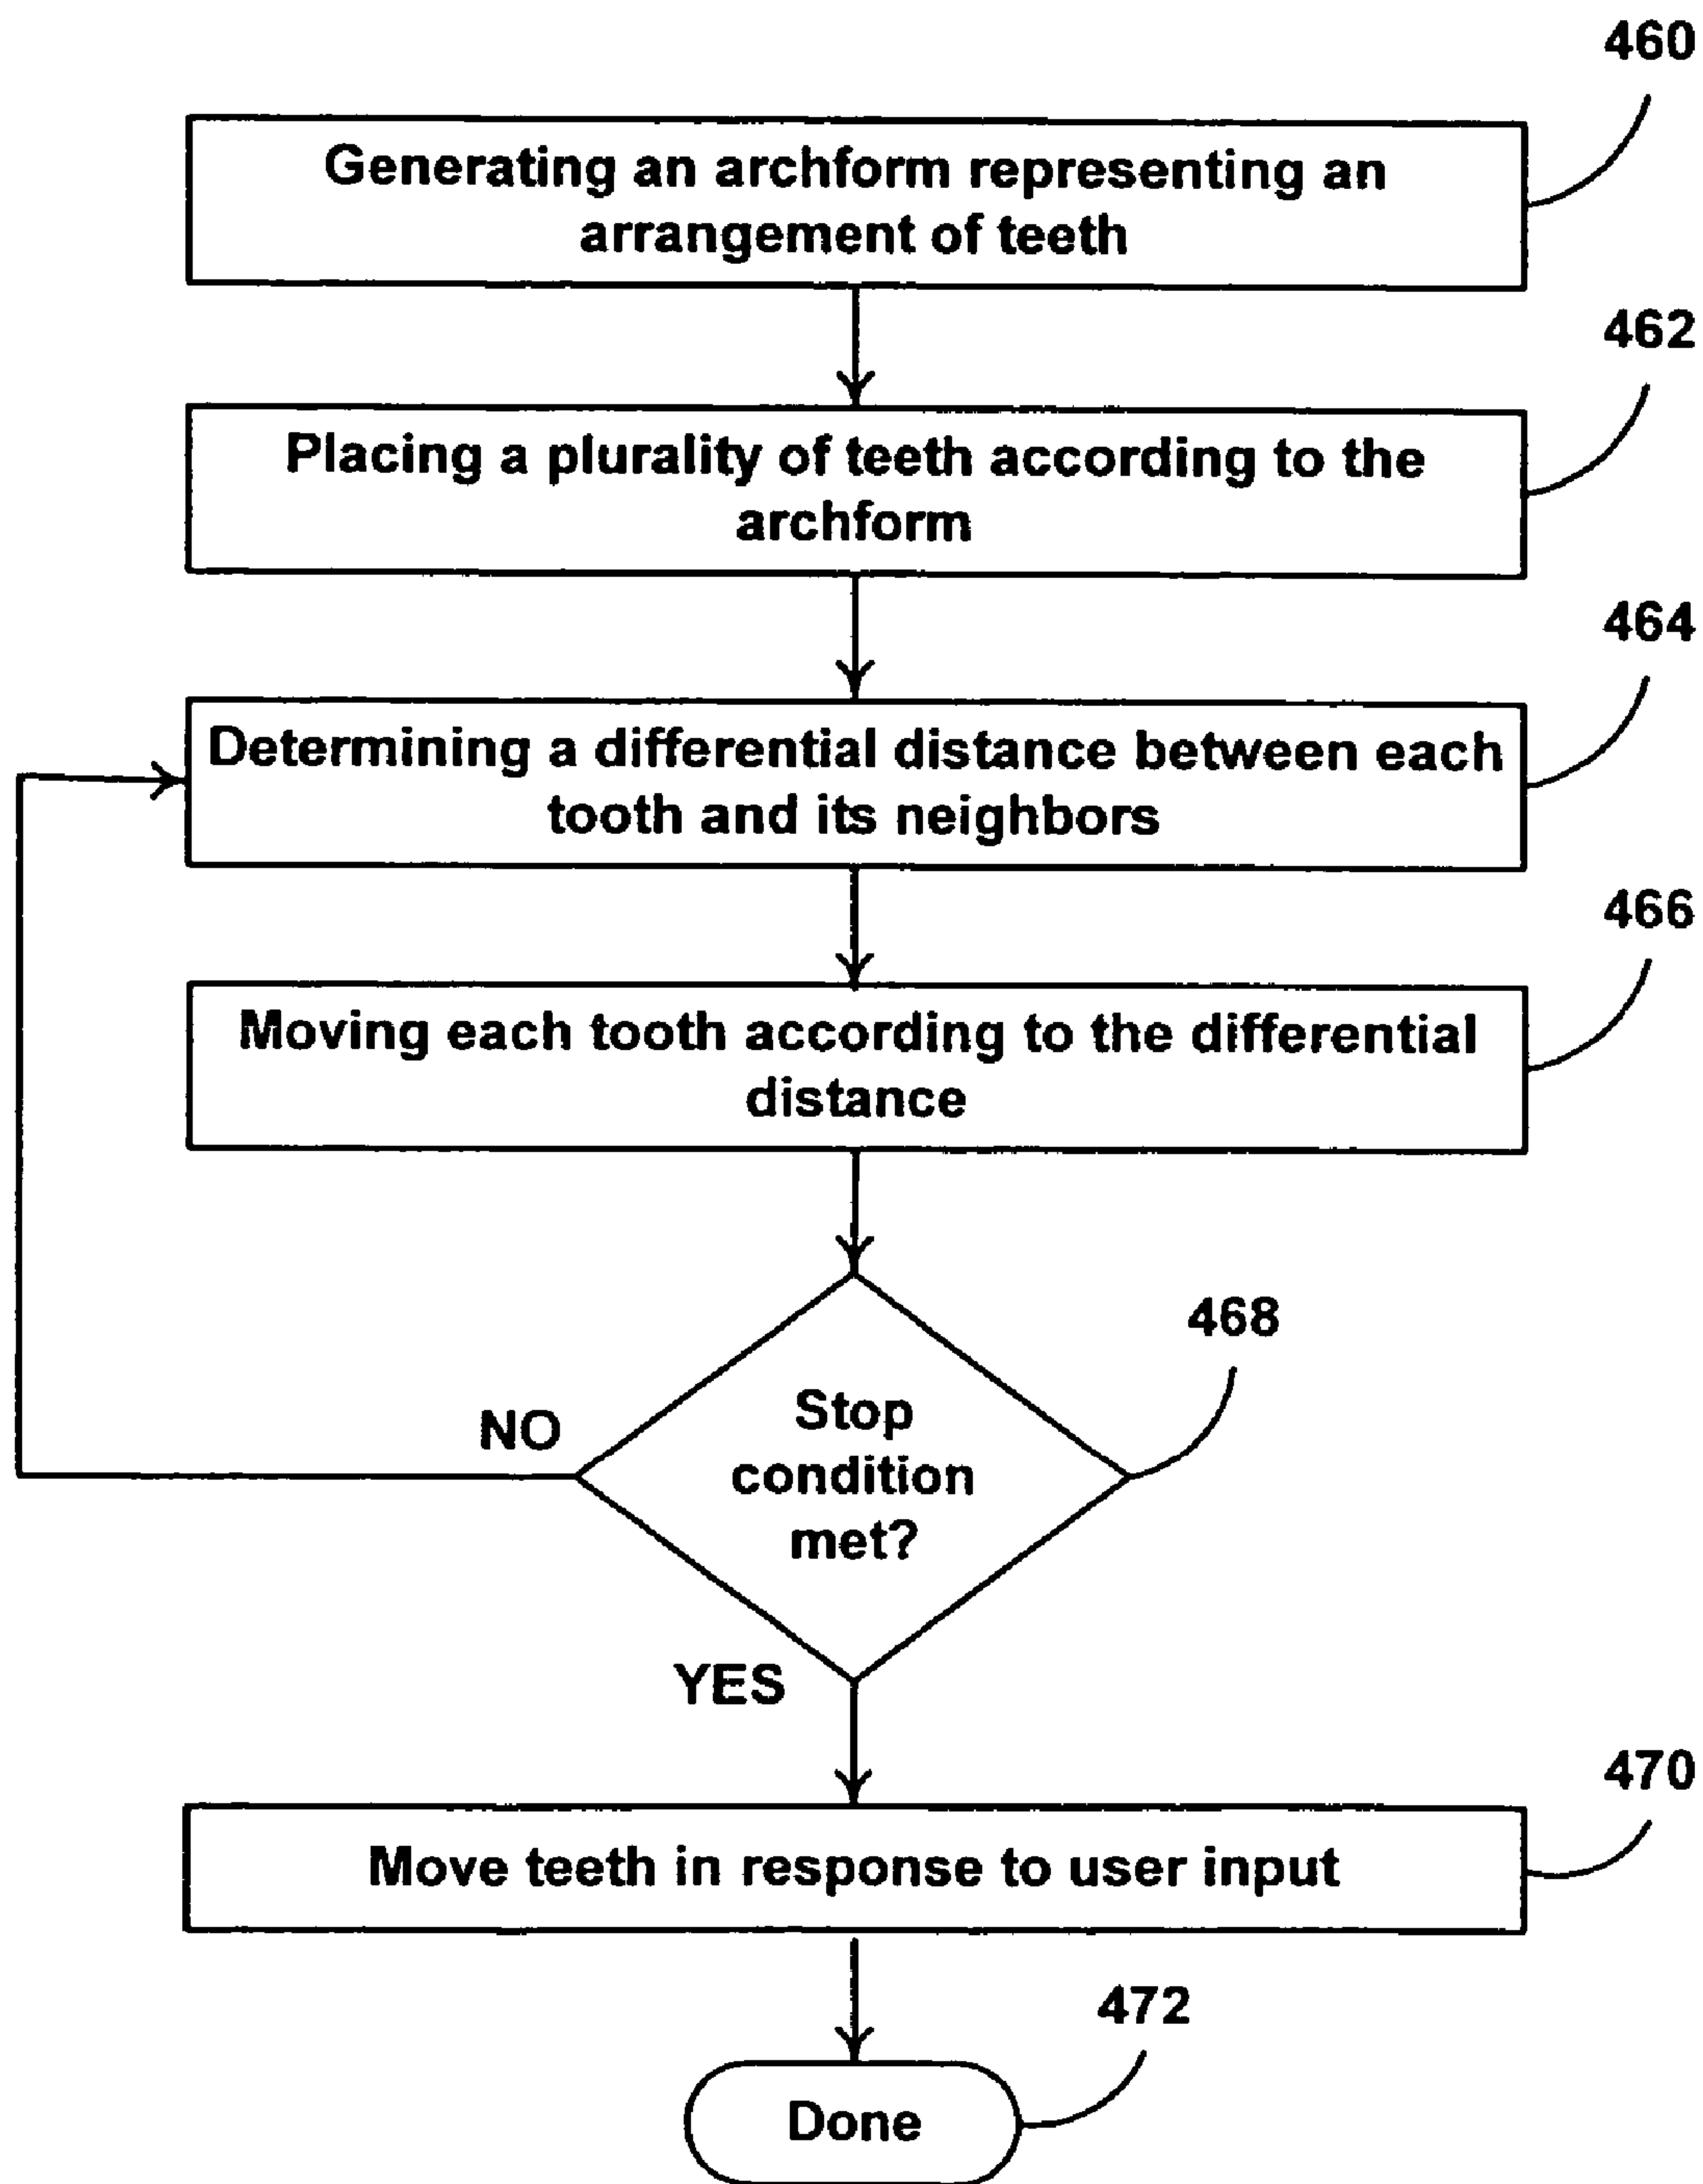 460
Generating an archform representing an
arrangement of teeth
462
Placing a plurality of teeth according to the
archform
464
Determining a differential distance between each
tooth and its neighbors
466
Moving each tooth according to the differential
distance
468
Stop
condition
met?
NO
YES
470
Move teeth in response to user input
472
Done